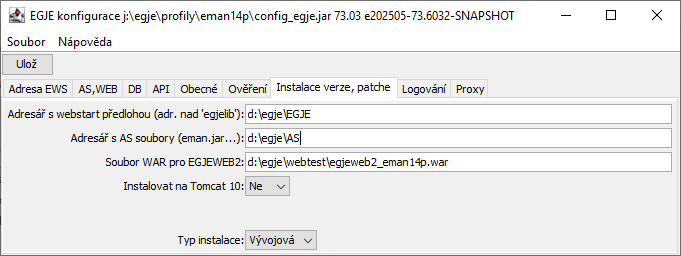 EGJE konfigurace j:\egje\profily\eman14p\config_egje.jar 73.03 e202505-73.6032-SNAPSHOT
Soubor Nápověda
Ulož
Adresa EWS AS,WEB DB API Obecné Ověření Instalace verze, patche Logování Proxy
Adresář s webstart předlohou (adr. nad 'egjelib'): d:\egje\EGJE
Adresář s AS soubory (eman.jar...): d:\egje\AS
Soubor WAR pro EGJEWEB2: d:\egje\webtest\egjeweb2_eman14p.war
Instalovat na Tomcat 10: Ne
Typ instalace: Vývojová